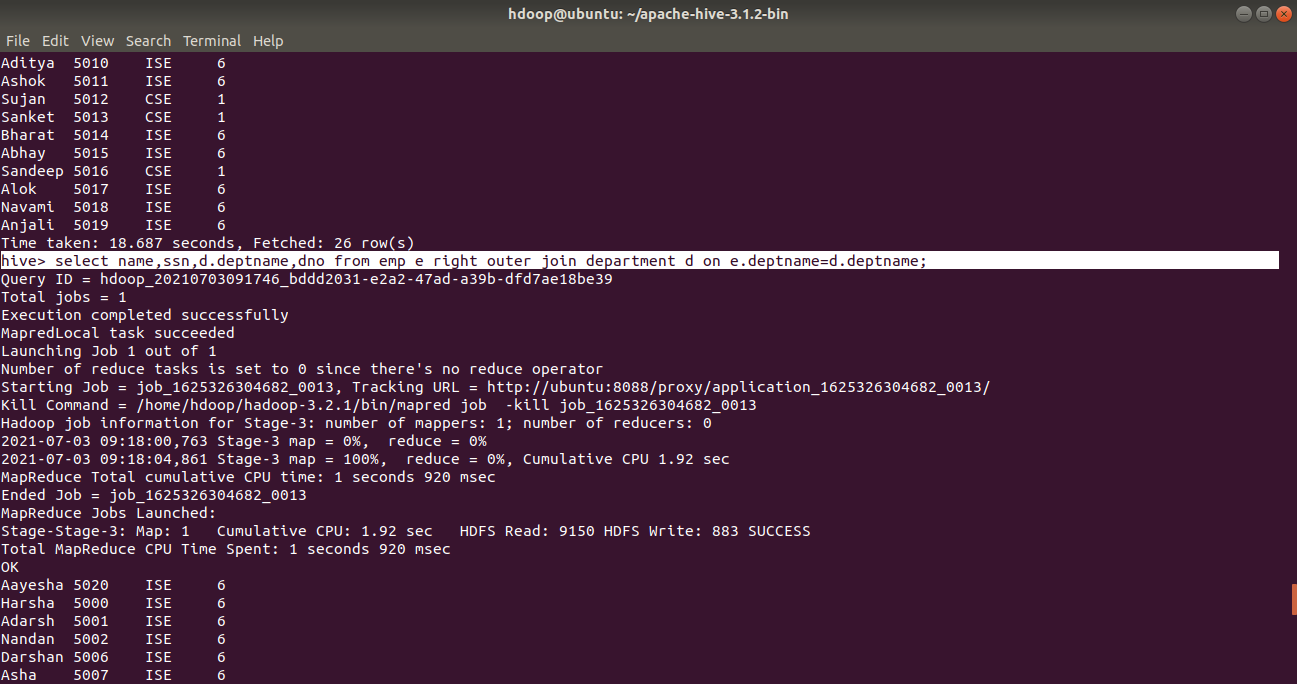 hdoop@ubuntu: ~/apache-hive-3.1.2-bin
File Edit View Search Terminal Help
Aditya 5010 ISE 6
Ashok 5011 ISE 6
Sujan 5012 CSE 1
Sanket 5013 CSE 1
Bharat 5014 ISE 6
Abhay 5015 ISE 6
Sandeep 5016 CSE 1
Alok 5017 ISE 6
Navami 5018 ISE 6
Anjali 5019 ISE 6
Time taken: 18.687 seconds, Fetched: 26 row(s)
hive> select name,ssn,d.deptname,dno from emp e right outer join department d on e.deptname=d.deptname;
Query ID = hdoop_20210703091746_bddd2031-e2a2-47ad-a39b-dfd7ae18be39
Total jobs = 1
Execution completed successfully
MapredLocal task succeeded
Launching Job 1 out of 1
Number of reduce tasks is set to 0 since there's no reduce operator
Starting Job = job_1625326304682_0013, Tracking URL = http://ubuntu:8088/proxy/application_1625326304682_0013/
Kill Command = /home/hdoop/hadoop-3.2.1/bin/mapred job  -kill job_1625326304682_0013
Hadoop job information for Stage-3: number of mappers: 1; number of reducers: 0
2021-07-03 09:18:00,763 Stage-3 map = 0%,  reduce = 0%
2021-07-03 09:18:04,861 Stage-3 map = 100%,  reduce = 0%, Cumulative CPU 1.92 sec
MapReduce Total cumulative CPU time: 1 seconds 920 msec
Ended Job = job_1625326304682_0013
MapReduce Jobs Launched:
Stage-Stage-3: Map: 1   Cumulative CPU: 1.92 sec   HDFS Read: 9150 HDFS Write: 883 SUCCESS
Total MapReduce CPU Time Spent: 1 seconds 920 msec
OK
Aayesha 5020 ISE 6
Harsha 5000 ISE 6
Adarsh 5001 ISE 6
Nandan 5002 ISE 6
Darshan 5006 ISE 6
Asha 5007 ISE 6